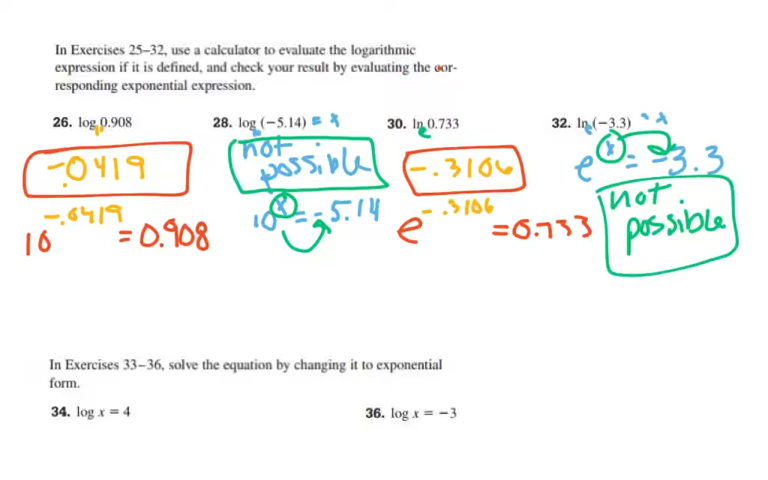 In Exercises 25–32, use a calculator to evaluate the logarithmic
expression if it is defined, and check your result by evaluating the cor-
responding exponential expression.
26. log 0.908
28. log (−5.14) = x
30. ln 0.733
32. ln (−3.3) = x
-.0419
not possible
-.3106
e^x = -3.3
10^-.0419 = 0.908
10^x = -5.14
e^-.3106 = 0.733
not
possible
In Exercises 33–36, solve the equation by changing it to exponential
form.
34. log x = 4
36. log x = −3